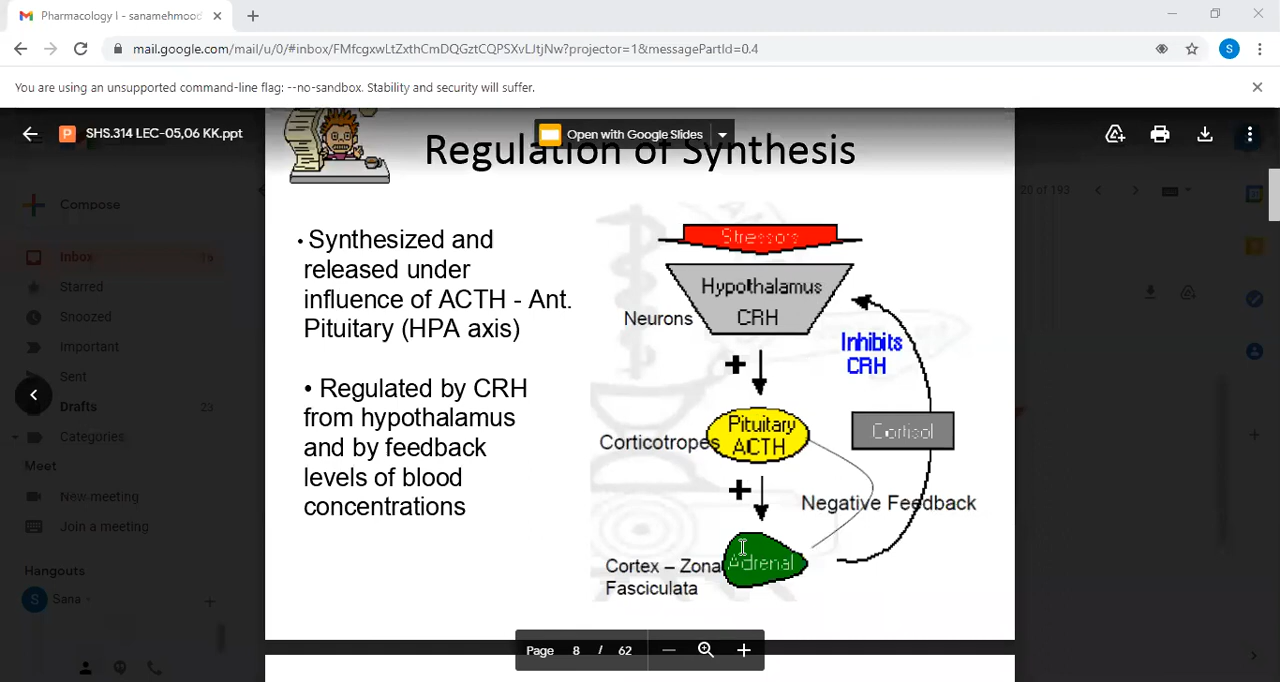 Pharmacology I - sanamehmood
mail.google.com/mail/u/0/#inbox/FMfcgxwLtZxthCmDQGztCQPSXvLJtjNw?projector=1&messagePartId=0.4
S
You are using an unsupported command-line flag: --no-sandbox. Stability and security will suffer.
P SHS.314 LEC-05,06 KK.ppt
Open with Google Slides
Regulation of Synthesis
Compose
Inbox
Starred
Snoozed
Important
Sent
Drafts 23
Categories
Meet
New meeting
Join a meeting
Hangouts
S Sana
20 of 193
• Synthesized and
released under
influence of ACTH - Ant.
Pituitary (HPA axis)
• Regulated by CRH
from hypothalamus
and by feedback
levels of blood
concentrations
Stressors
Hypothalamus
CRH
Neurons
Inhibits
CRH
+
Pituitary
ACTH
Corticotropes
Cortisol
+
Negative Feedback
Adrenal
Cortex – Zona
Fasciculata
Page 8 / 62